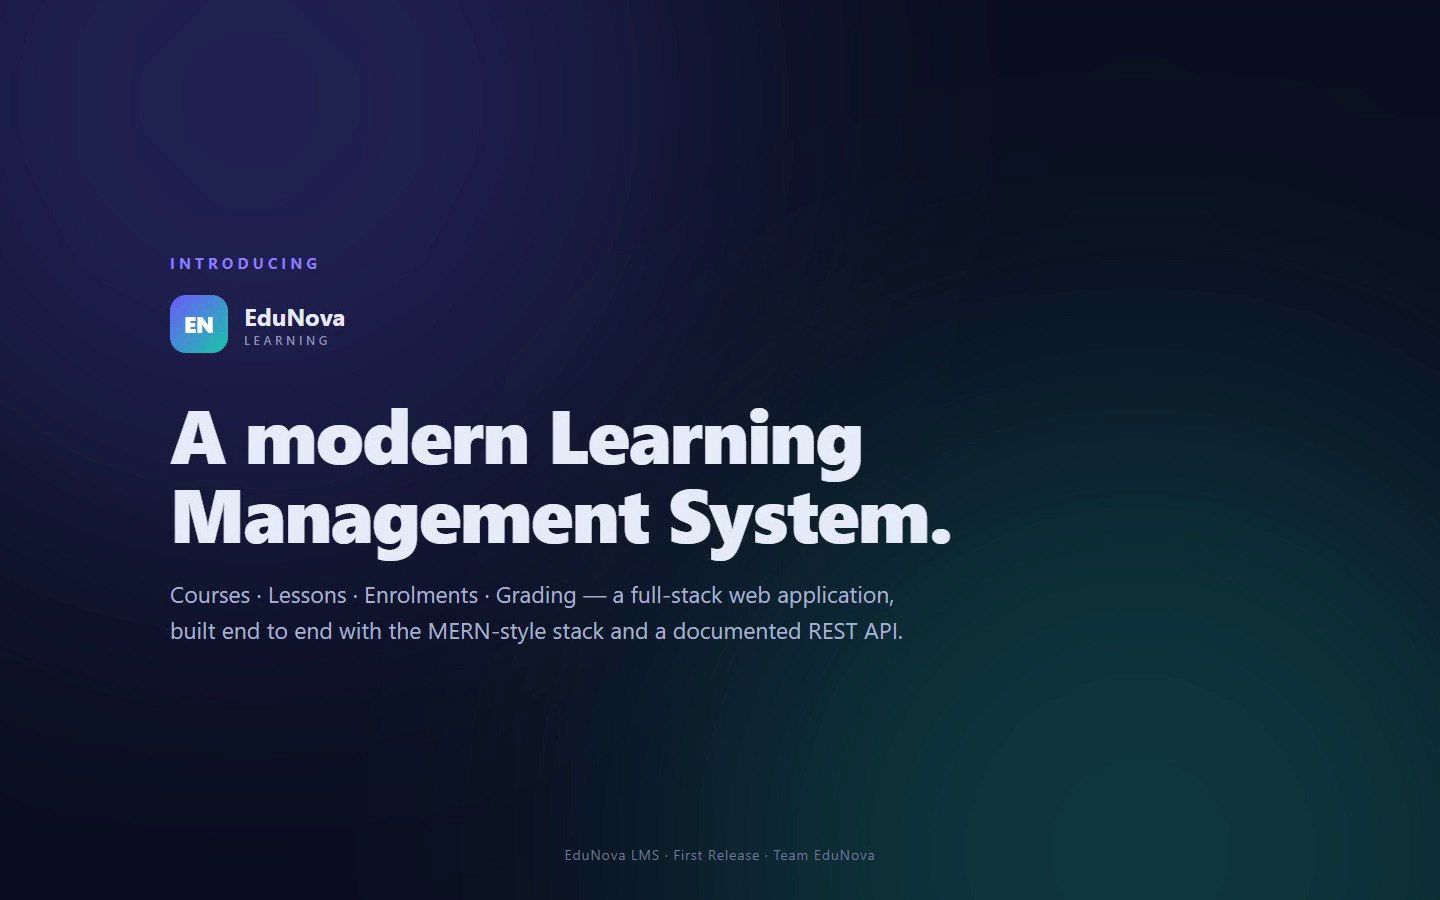 INTRODUCING
EN
EduNova
LEARNING
A modern Learning
Management System.
Courses · Lessons · Enrolments · Grading — a full-stack web application,
built end to end with the MERN-style stack and a documented REST API.
EduNova LMS · First Release · Team EduNova